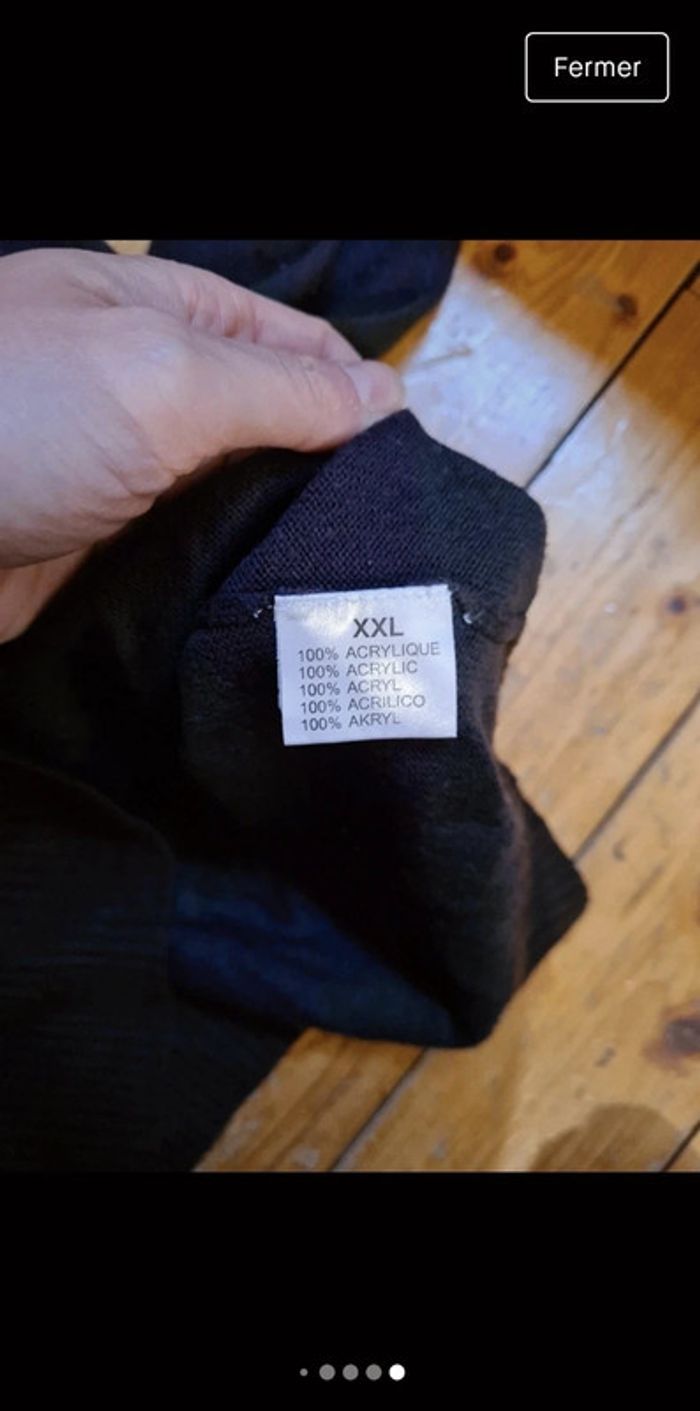 Fermer
XXL
100% ACRYLIQUE
100% ACRYLIC
100% ACRYL
100% ACRILICO
100% AKRYL